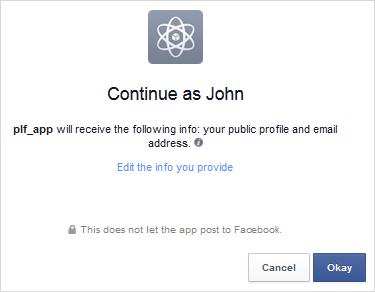 Continue as John
plf_app will receive the following info: your public profile and email
address.
Edit the info you provide
This does not let the app post to Facebook.
Cancel
Okay